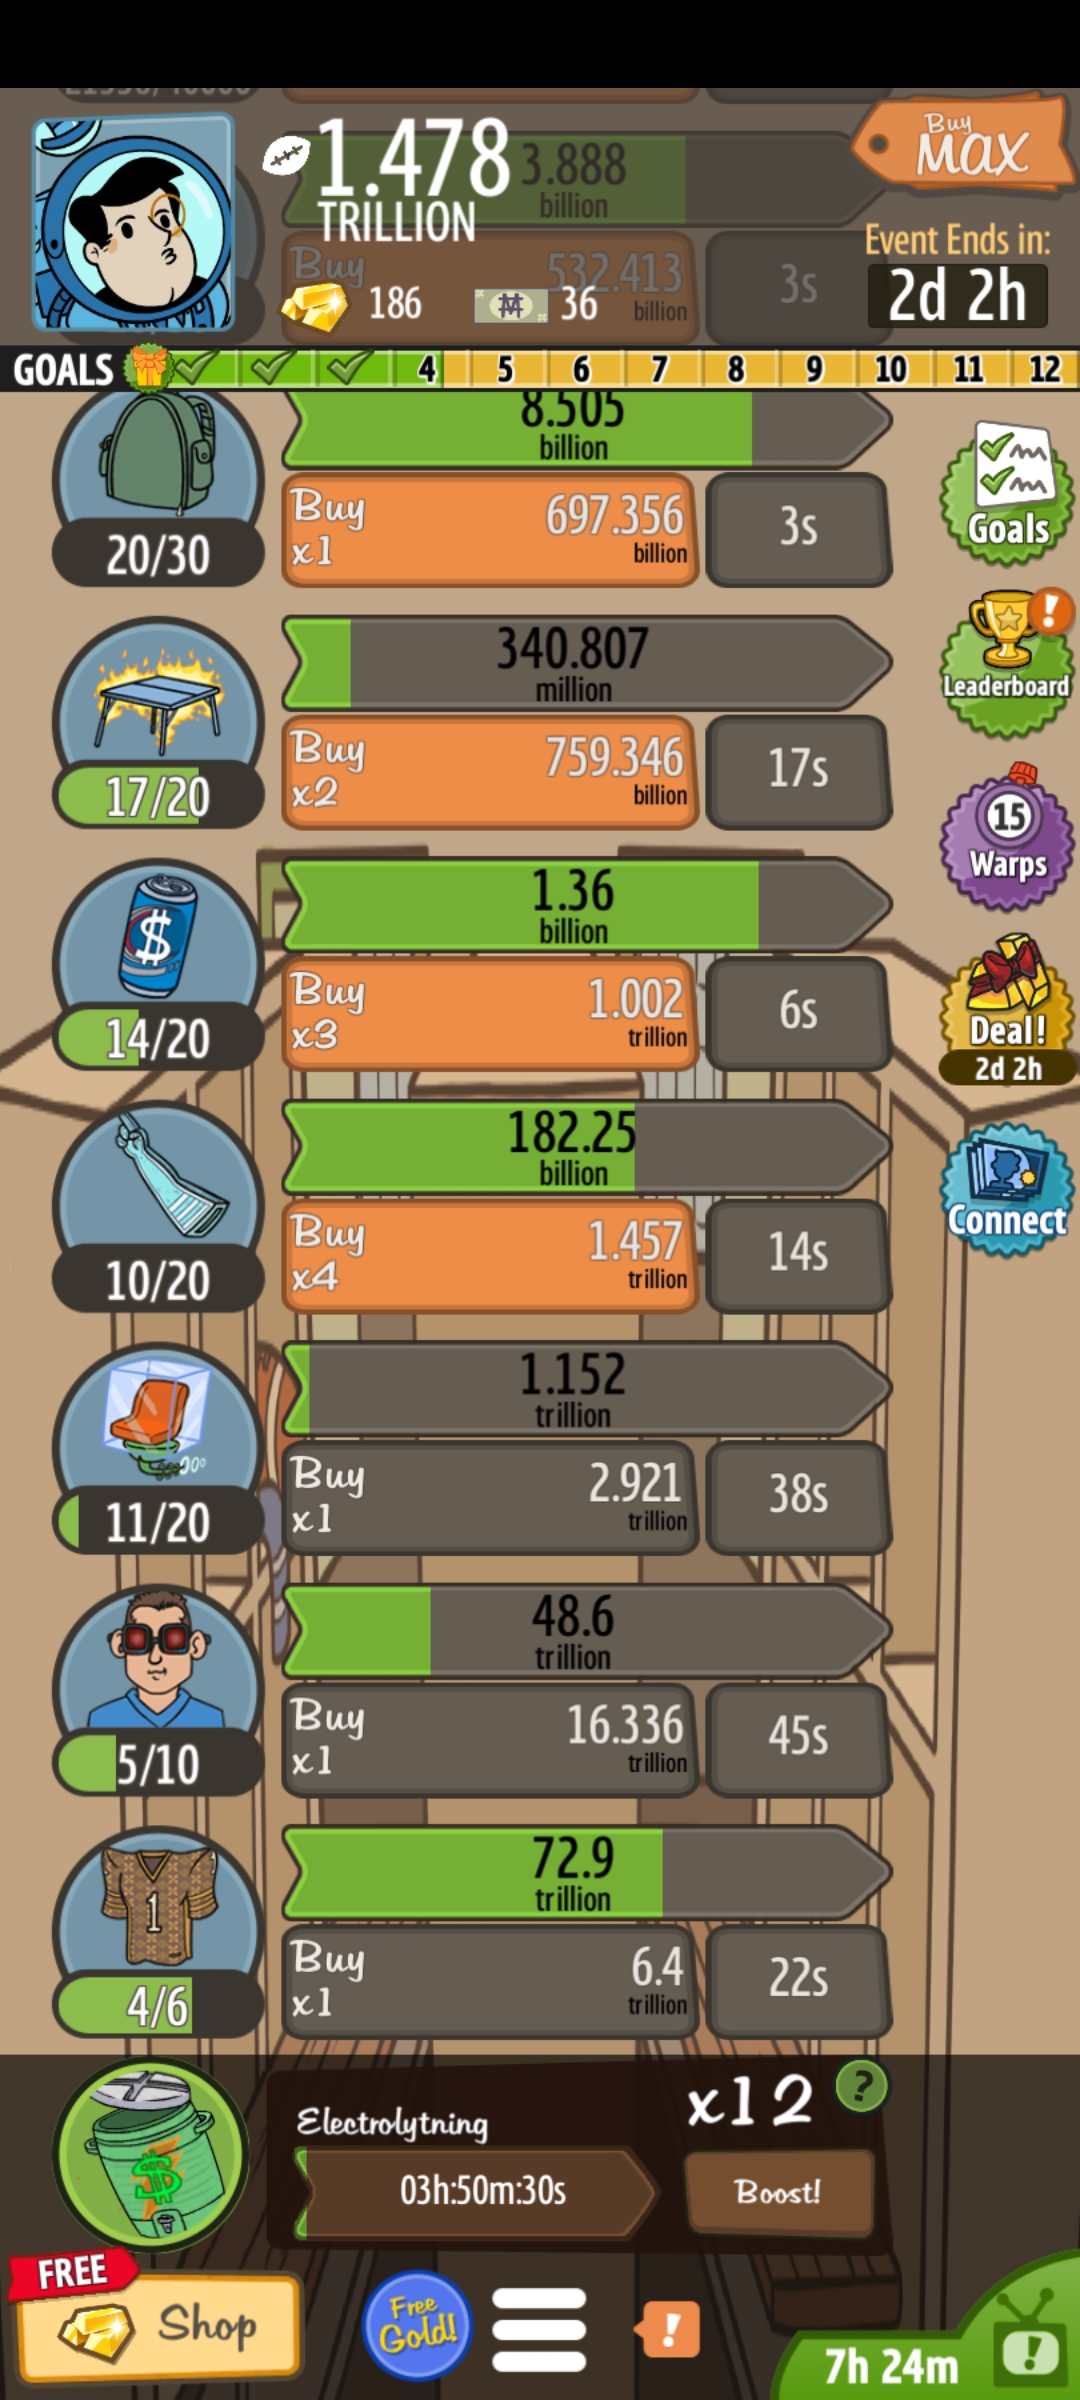 1.478
TRILLION
3.888
billion
Buy
MAX
Buy
532.413
billion
3s
186
36
Event Ends in:
2d 2h
GOALS 4 5 6 7 8 9 10 11 12
8.505
billion
20/30
Buy
x1
697.356
billion
3s
Goals
340.807
million
17/20
Buy
x2
759.346
billion
17s
Leaderboard
1.36
billion
14/20
Buy
x3
1.002
trillion
6s
15
Warps
Deal!
2d 2h
182.25
billion
10/20
Buy
x4
1.457
trillion
14s
Connect
1.152
trillion
11/20
Buy
x1
2.921
trillion
38s
48.6
trillion
5/10
Buy
x1
16.336
trillion
45s
1
72.9
trillion
4/6
Buy
x1
6.4
trillion
22s
Electrolytning
x12
?
03h:50m:30s
Boost!
FREE
Shop
Free
Gold!
!
7h 24m
!